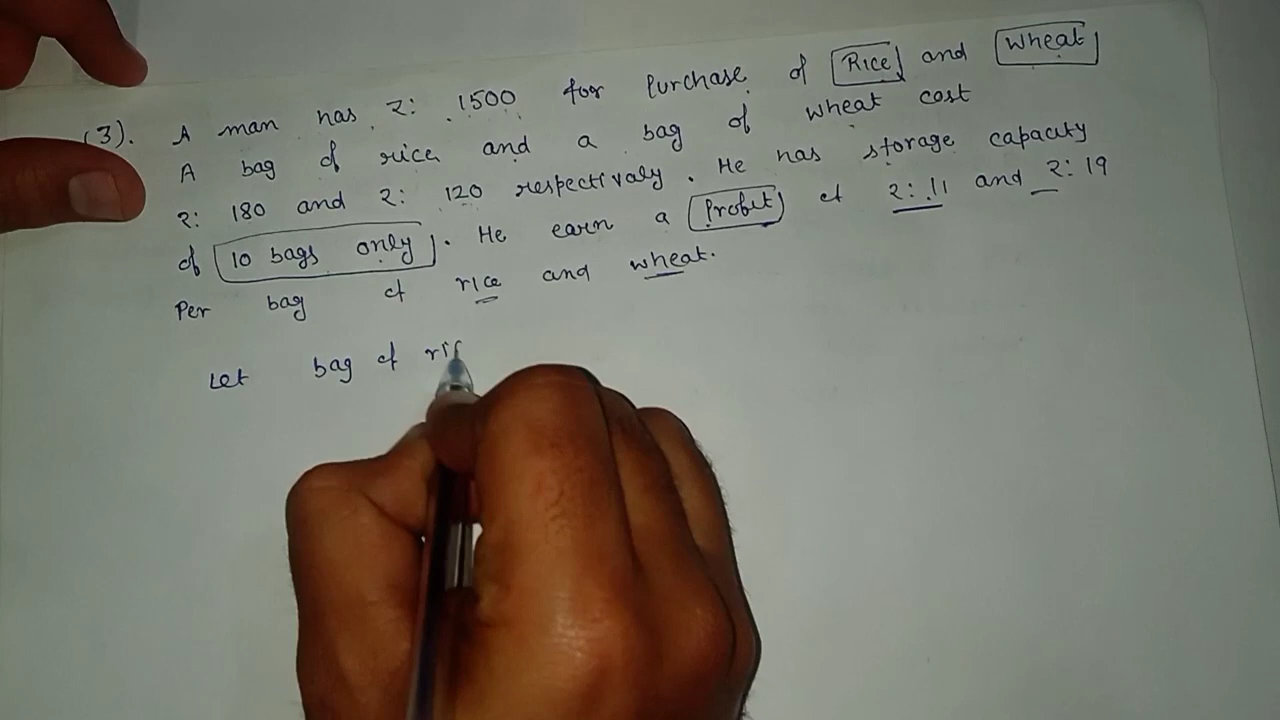 (3). A man has ₹: 1500 for Purchase of Rice and Wheat
A bag of rice and a bag of wheat cost
₹: 180 and ₹: 120 respectivaly. He has storage capacity
of 10 bags only. He earn a Profit of ₹: 11 and ₹: 19
Per bag of rice and wheat.
Let bag of ric